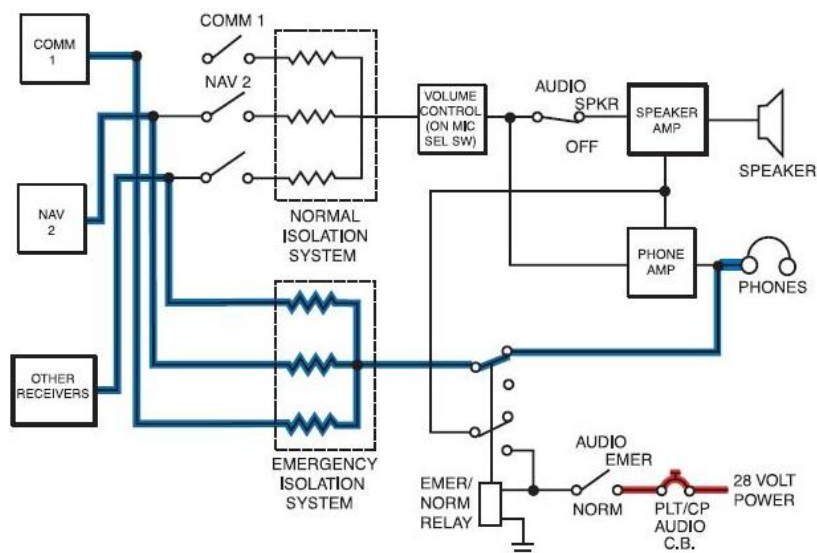 COMM
1
COMM 1
NAV 2
NAV
2
OTHER
RECEIVERS
NORMAL
ISOLATION
SYSTEM
EMERGENCY
ISOLATION
SYSTEM
VOLUME
CONTROL
(ON MIC
SEL SW)
AUDIO
SPKR
OFF
SPEAKER
AMP
SPEAKER
PHONE
AMP
PHONES
EMER/
NORM
RELAY
AUDIO
EMER
NORM
PLT/CP
AUDIO
C.B.
28 VOLT
POWER